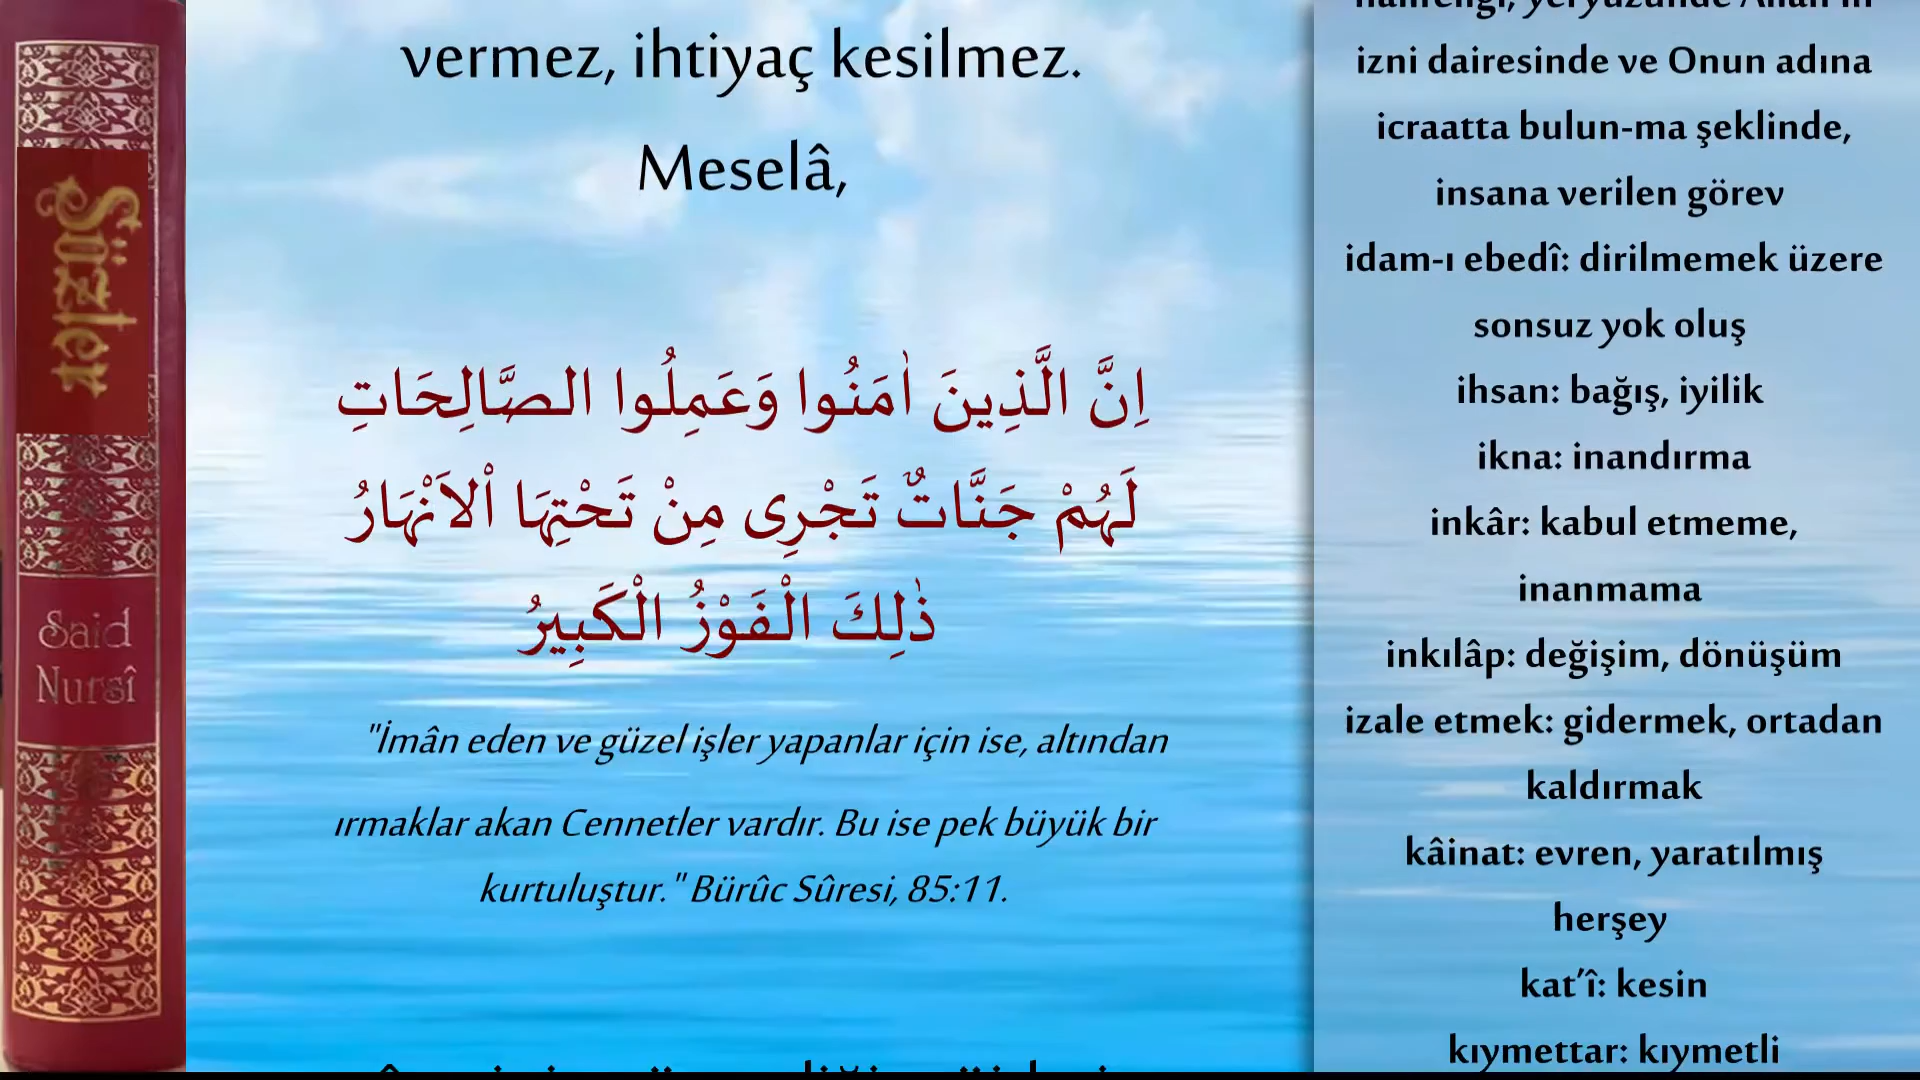 Sözler
Said
Nursî
vermez, ihtiyaç kesilmez.
Meselâ,
اِنَّ الَّذِينَ اٰمَنُوا وَعَمِلُوا الصَّالِحَاتِ
لَهُمْ جَنَّاتٌ تَجْرِى مِنْ تَحْتِهَا اْلاَنْهَارُ
ذٰلِكَ الْفَوْزُ الْكَبِيرُ
"İmân eden ve güzel işler yapanlar için ise, altından
ırmaklar akan Cennetler vardır. Bu ise pek büyük bir
kurtuluştur." Bürûc Sûresi, 85:11.
izni dairesinde ve Onun adına
icraatta bulun-ma şeklinde,
insana verilen görev
idam-ı ebedî: dirilmemek üzere
sonsuz yok oluş
ihsan: bağış, iyilik
ikna: inandırma
inkâr: kabul etmeme,
inanmama
inkılâp: değişim, dönüşüm
izale etmek: gidermek, ortadan
kaldırmak
kâinat: evren, yaratılmış
herşey
kat'î: kesin
kıymettar: kıymetli